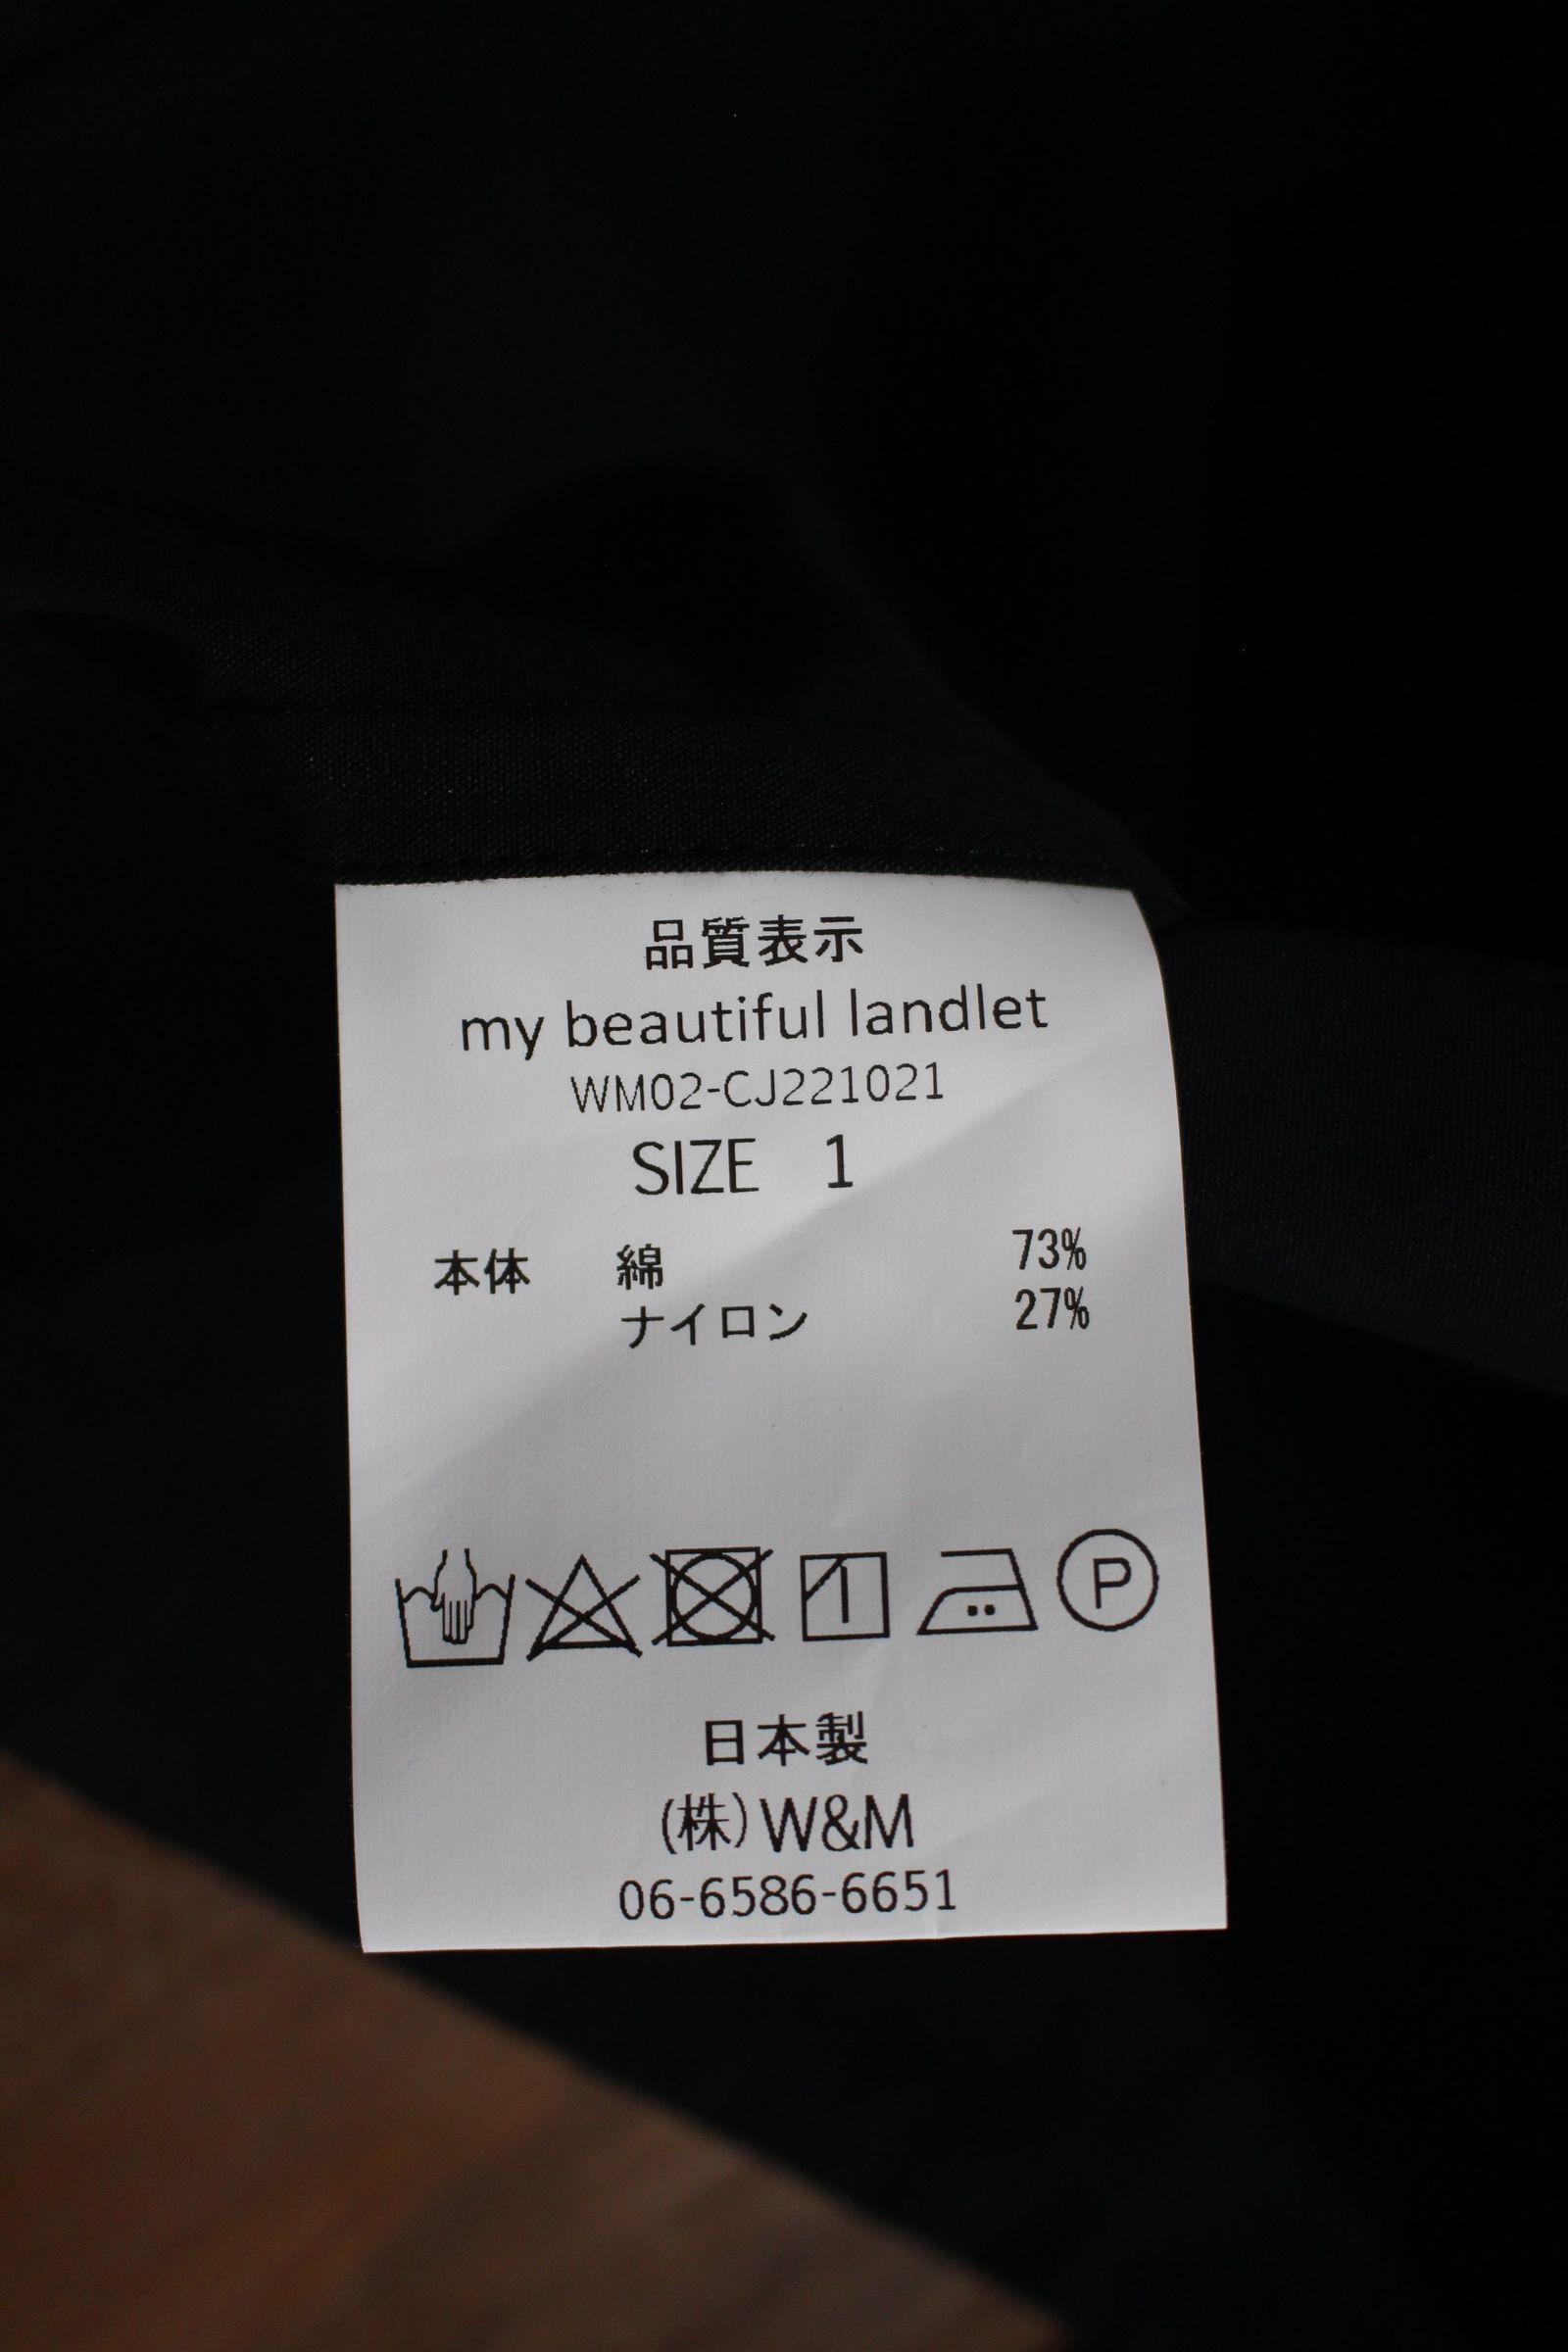 品質表示
my beautiful landlet
WM02-CJ221021
SIZE 1
本体 綿 73%
ナイロン 27%
P
日本製
(株)W&M
06-6586-6651